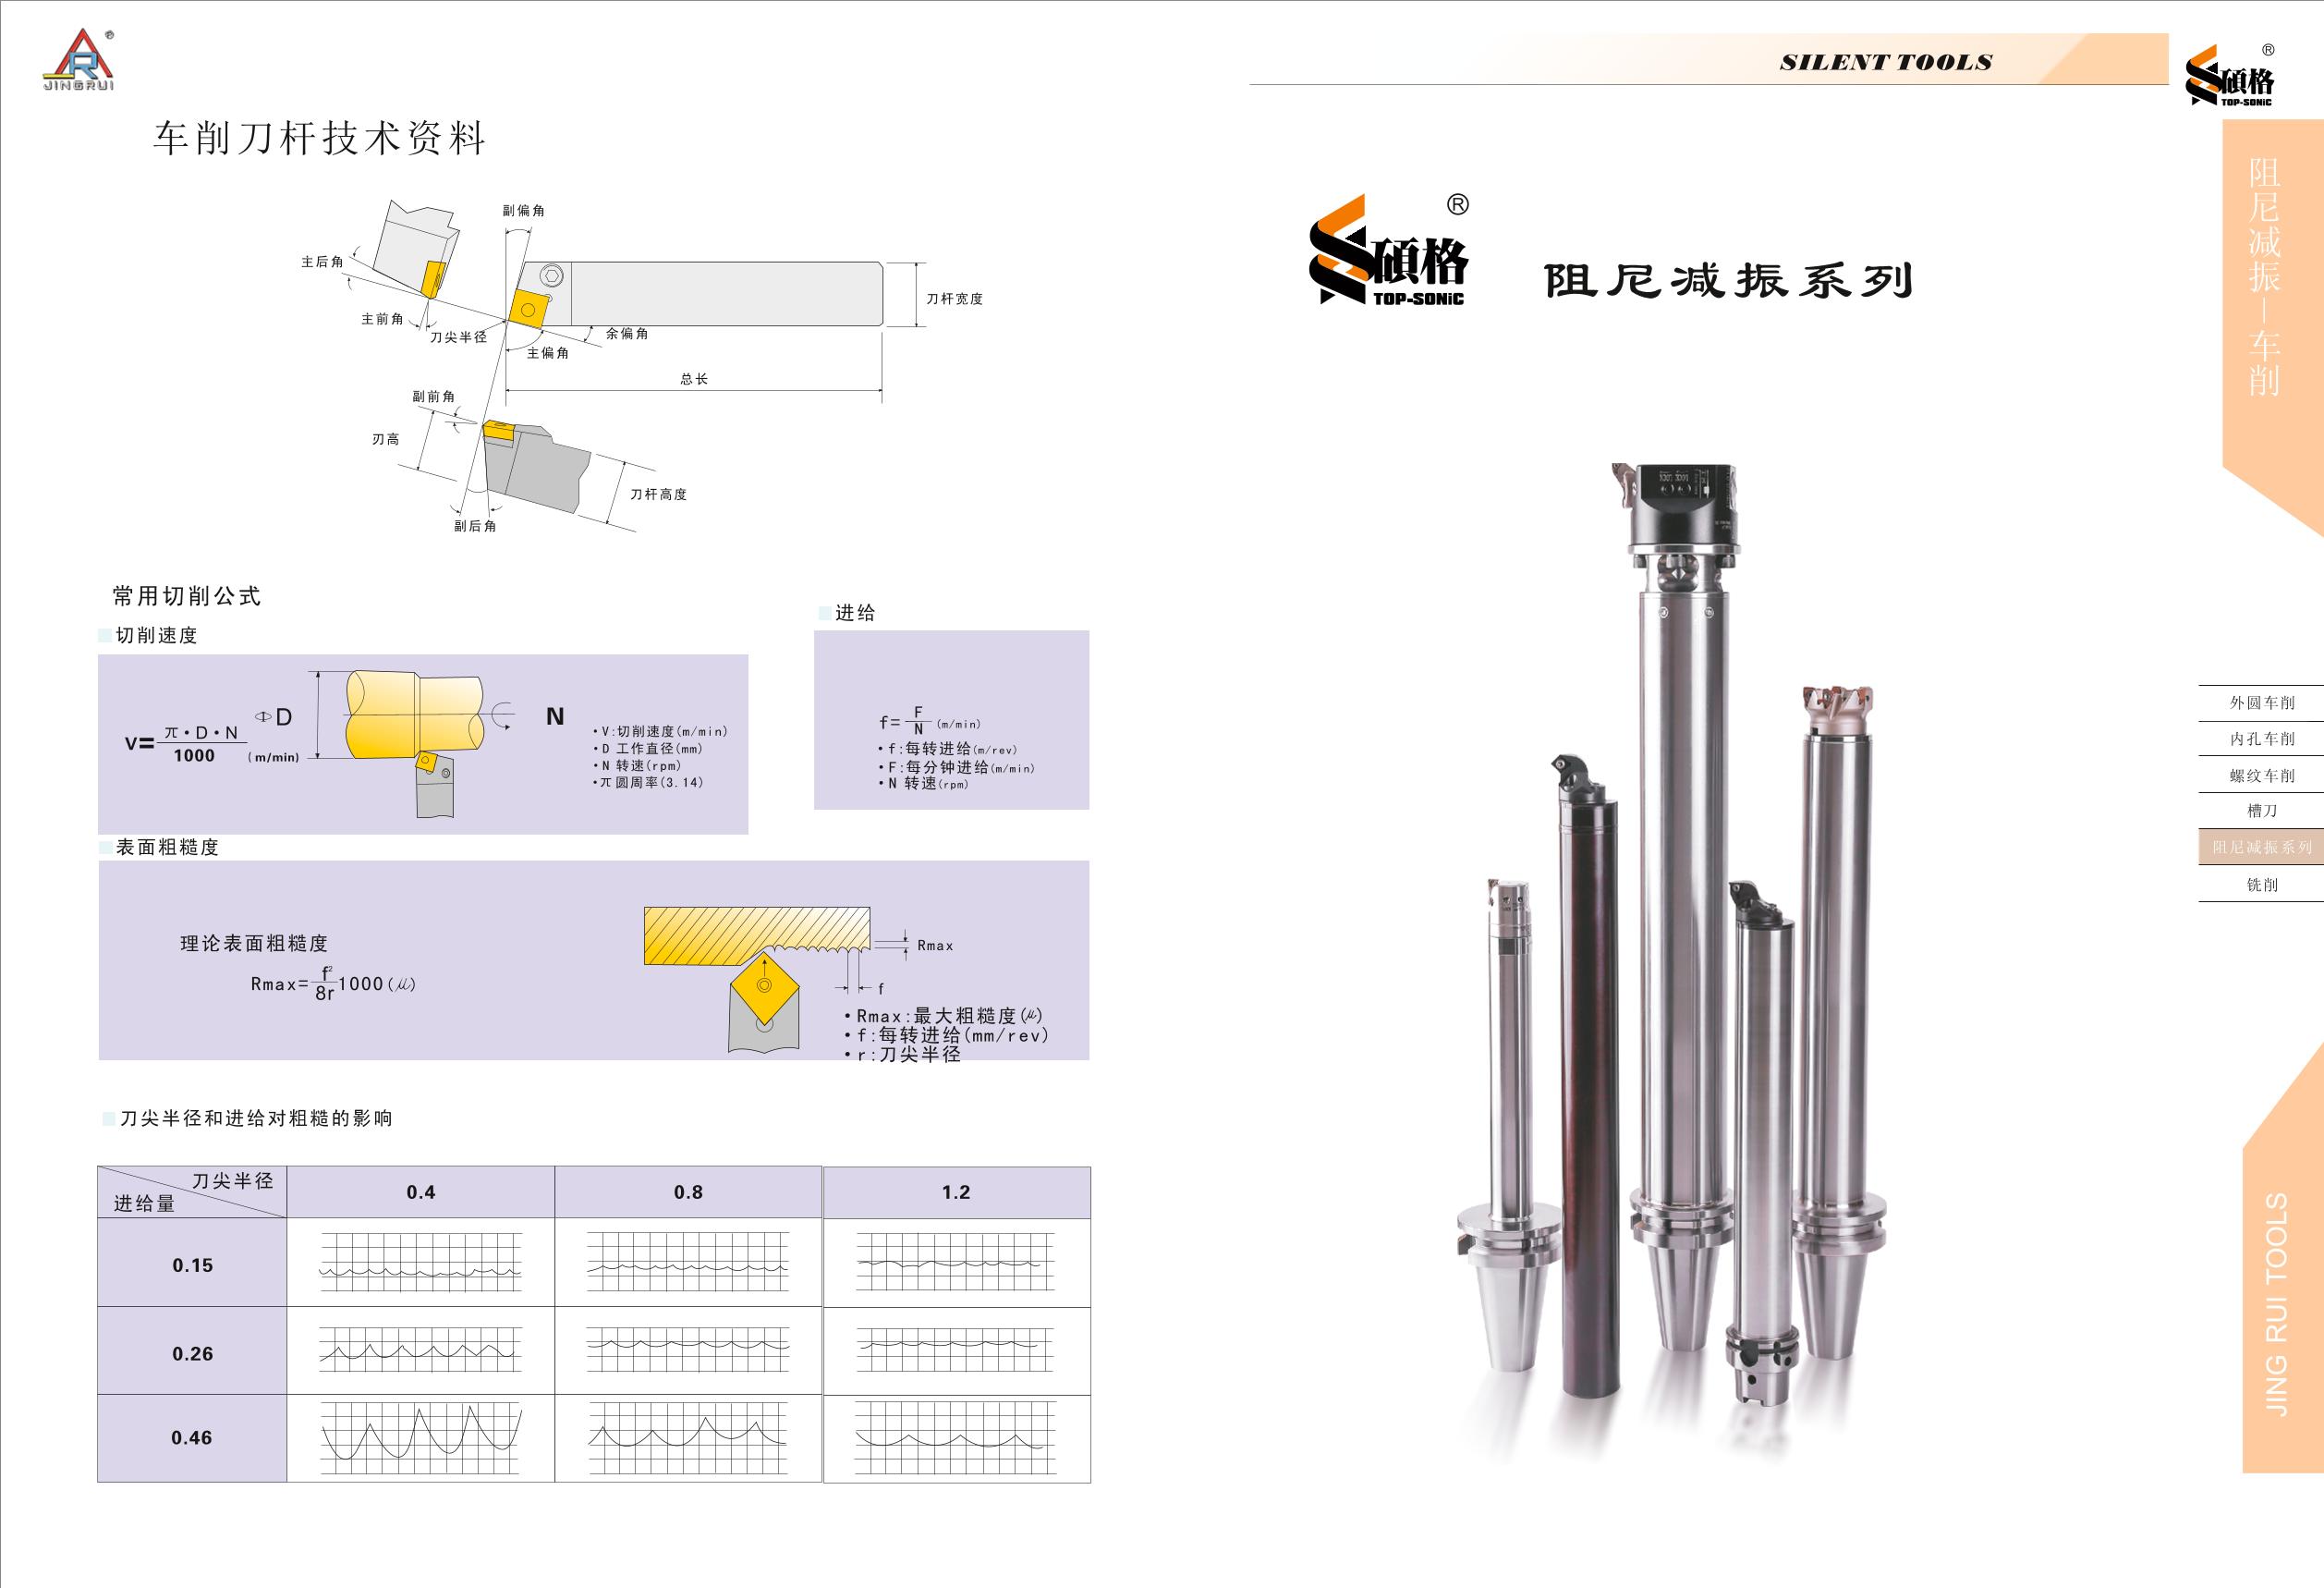 JINGRUI
车削刀杆技术资料
副偏角
主后角
刀杆宽度
主前角
刀尖半径
余偏角
主偏角
总长
副前角
刃高
刀杆高度
副后角
常用切削公式
切削速度
V= π·D·N / 1000 (m/min)
ΦD
N
·V:切削速度(m/min)
·D 工作直径(mm)
·N 转速(rpm)
·π圆周率(3.14)
进给
f= F / N (m/min)
·f:每转进给(m/rev)
·F:每分钟进给(m/min)
·N 转速(rpm)
表面粗糙度
理论表面粗糙度
Rmax= f² / 8r 1000(μ)
Rmax
f
·Rmax:最大粗糙度(μ)
·f:每转进给(mm/rev)
·r:刀尖半径
刀尖半径和进给对粗糙的影响
刀尖半径
进给量
0.4 0.8 1.2
0.15
0.26
0.46
SILENT TOOLS
®
碩格
TOP-SONiC
®
碩格
TOP-SONiC
阻尼减振系列
阻尼减振—车削
外圆车削
内孔车削
螺纹车削
槽刀
阻尼减振系列
铣削
JING RUI TOOLS